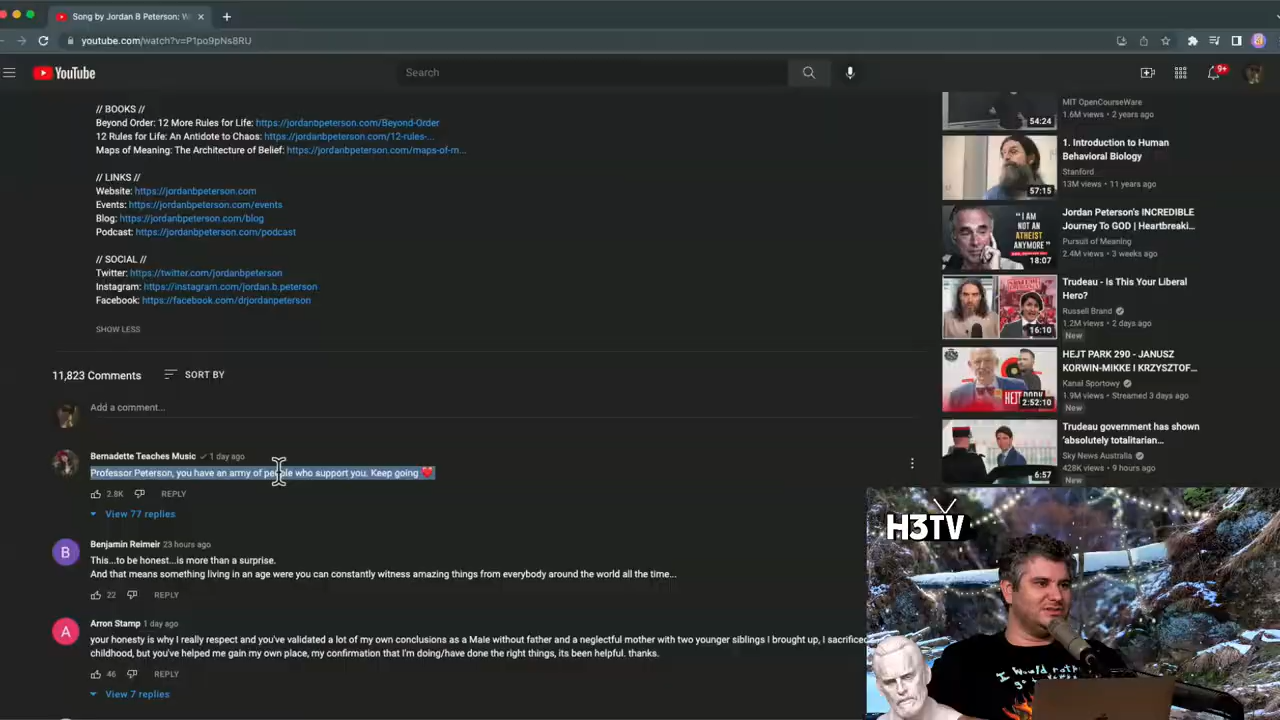 Song by Jordan B Peterson: W
youtube.com/watch?v=P1po9pNs8RU
YouTube
Search
9+
// BOOKS //
Beyond Order: 12 More Rules for Life: https://jordanbpeterson.com/Beyond-Order
12 Rules for Life: An Antidote to Chaos: https://jordanbpeterson.com/12-rules-...
Maps of Meaning: The Architecture of Belief: https://jordanbpeterson.com/maps-of-m...
// LINKS //
Website: https://jordanbpeterson.com
Events: https://jordanbpeterson.com/events
Blog: https://jordanbpeterson.com/blog
Podcast: https://jordanbpeterson.com/podcast
// SOCIAL //
Twitter: https://twitter.com/jordanbpeterson
Instagram: https://instagram.com/jordan.b.peterson
Facebook: https://facebook.com/drjordanpeterson
SHOW LESS
11,823 Comments
SORT BY
Add a comment...
Bernadette Teaches Music 1 day ago
Professor Peterson, you have an army of people who support you. Keep going ❤️
2.8K REPLY
View 77 replies
B
Benjamin Reimeir 23 hours ago
This...to be honest...is more than a surprise.
And that means something living in an age were you can constantly witness amazing things from everybody around the world all the time...
22 REPLY
A
Arron Stamp 1 day ago
your honesty is why I really respect and you've validated a lot of my own conclusions as a Male without father and a neglectful mother with two younger siblings I brought up, I sacrificed
childhood, but you've helped me gain my own place, my confirmation that I'm doing/have done the right things, its been helpful. thanks.
46 REPLY
View 7 replies
MIT OpenCourseWare
1.6M views • 2 years ago
54:24
1. Introduction to Human
Behavioral Biology
Stanford
13M views • 11 years ago
57:15
"I AM
NOT AN
ATHEIST
ANYMORE"
18:07
Jordan Peterson's INCREDIBLE
Journey To GOD | Heartbreaki...
Pursuit of Meaning
2.4M views • 3 weeks ago
16:10
Trudeau - Is This Your Liberal
Hero?
Russell Brand
1.2M views • 2 days ago
New
2:52:10
HEJT PARK 290 - JANUSZ
KORWIN-MIKKE I KRZYSZTOF...
Kanal Sportowy
1.9M views • Streamed 3 days ago
New
6:57
Trudeau government has shown
'absolutely totalitarian...
Sky News Australia
428K views • 9 hours ago
New
H3TV
I Would